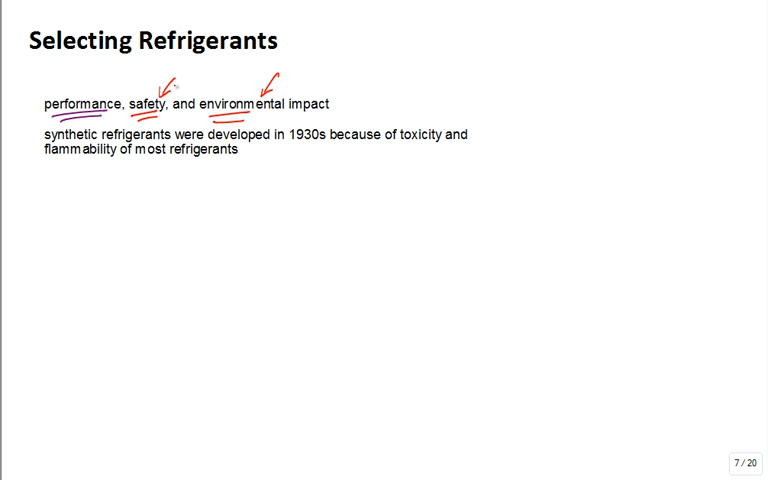 Selecting Refrigerants
performance, safety, and environmental impact
synthetic refrigerants were developed in 1930s because of toxicity and
flammability of most refrigerants
7 / 20